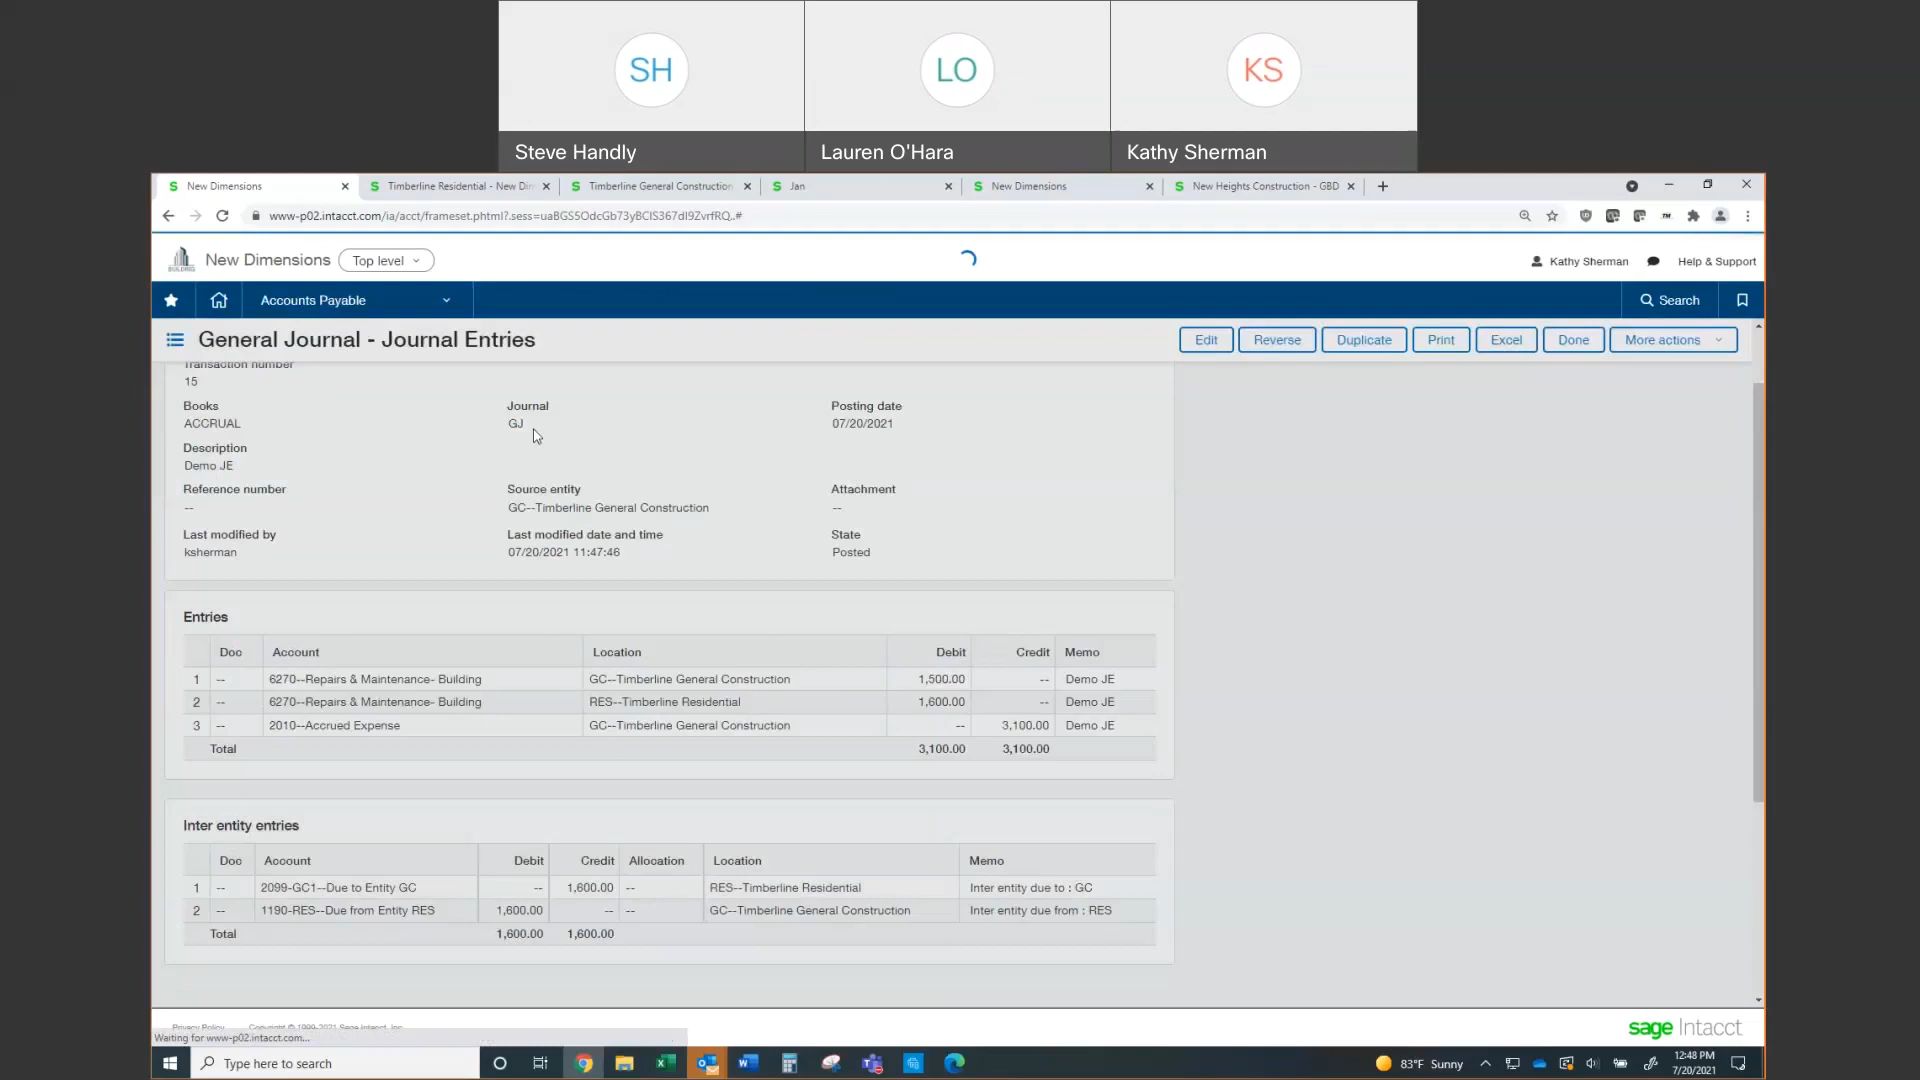 SH
LO
KS
Steve Handly
Lauren O'Hara
Kathy Sherman
New Dimensions
Timberline Residential - New Dim
Timberline General Construction
Jan
New Dimensions
New Heights Construction - GBD
www-p02.intacct.com/ia/acct/frameset.phtml?.sess=uaBGS5OdcGb73yBCIS367dI9ZvrfRQ..#
New Dimensions Top level
Kathy Sherman Help & Support
Accounts Payable
Search
General Journal - Journal Entries
Edit Reverse Duplicate Print Excel Done More actions
Transaction number
15
Books Journal Posting date
ACCRUAL GJ 07/20/2021
Description
Demo JE
Reference number Source entity Attachment
-- GC--Timberline General Construction --
Last modified by Last modified date and time State
ksherman 07/20/2021 11:47:46 Posted
Entries
Doc Account Location Debit Credit Memo
1 -- 6270--Repairs & Maintenance- Building GC--Timberline General Construction 1,500.00 -- Demo JE
2 -- 6270--Repairs & Maintenance- Building RES--Timberline Residential 1,600.00 -- Demo JE
3 -- 2010--Accrued Expense GC--Timberline General Construction -- 3,100.00 Demo JE
Total 3,100.00 3,100.00
Inter entity entries
Doc Account Debit Credit Allocation Location Memo
1 -- 2099-GC1--Due to Entity GC -- 1,600.00 -- RES--Timberline Residential Inter entity due to : GC
2 -- 1190-RES--Due from Entity RES 1,600.00 -- -- GC--Timberline General Construction Inter entity due from : RES
Total 1,600.00 1,600.00
Privacy Policy Copyright © 1999-2021 Sage Intacct, Inc.
sage Intacct
Waiting for www-p02.intacct.com...
Type here to search
83°F Sunny
12:48 PM
7/20/2021